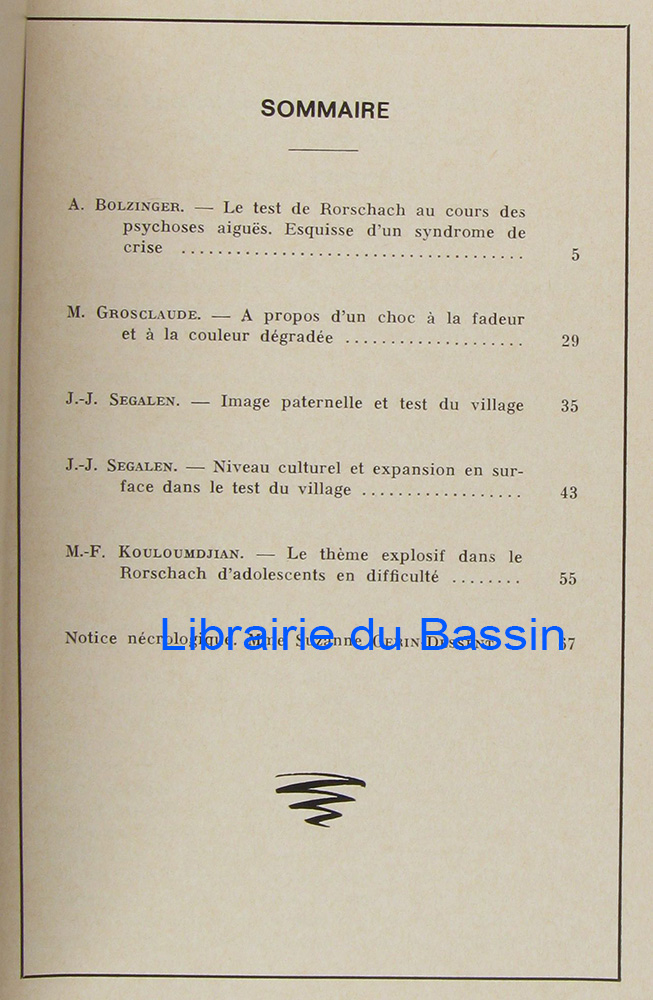 SOMMAIRE
A. BOLZINGER. — Le test de Rorschach au cours des
psychoses aiguës. Esquisse d'un syndrome de
crise ..................................... 5
M. GROSCLAUDE. — A propos d'un choc à la fadeur
et à la couleur dégradée ................... 29
J.-J. SEGALEN. — Image paternelle et test du village 35
J.-J. SEGALEN. — Niveau culturel et expansion en sur-
face dans le test du village ................. 43
M.-F. KOULOUMDJIAN. — Le thème explosif dans le
Rorschach d'adolescents en difficulté ........ 55
Notice nécrologique. Mme Suzanne 67
Librairie du Bassin